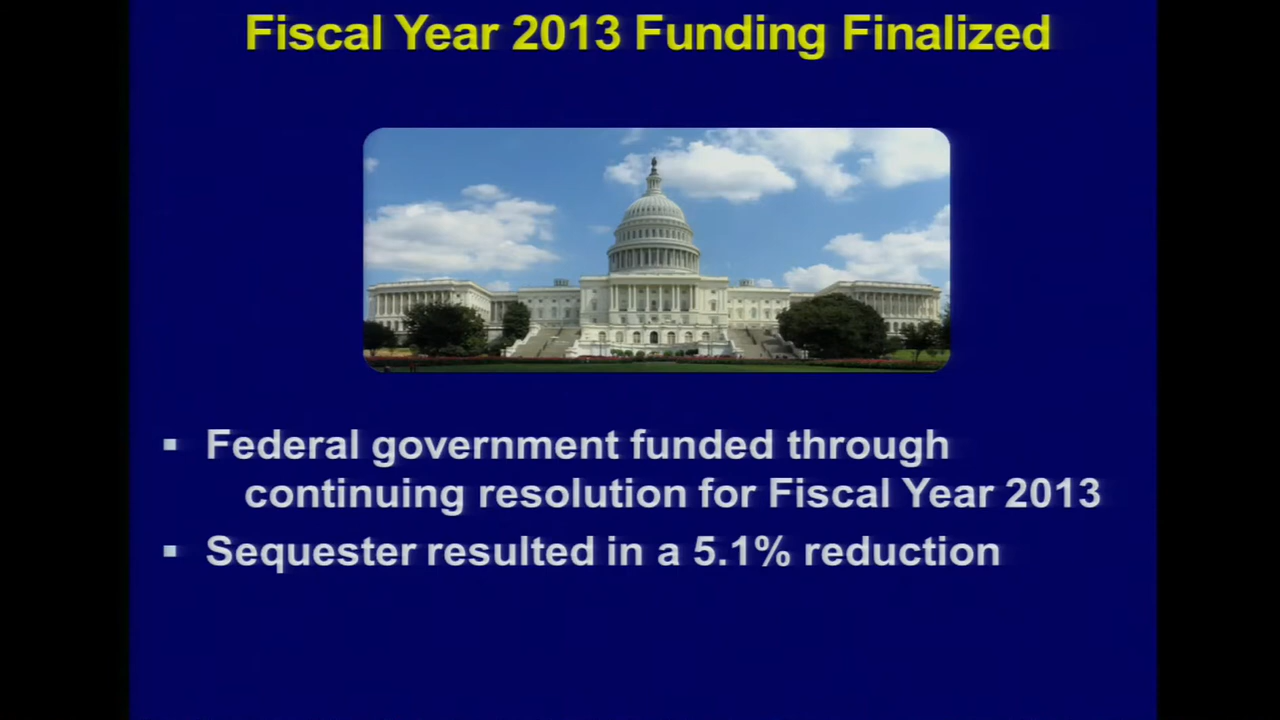 Fiscal Year 2013 Funding Finalized
▪ Federal government funded through
continuing resolution for Fiscal Year 2013
▪ Sequester resulted in a 5.1% reduction